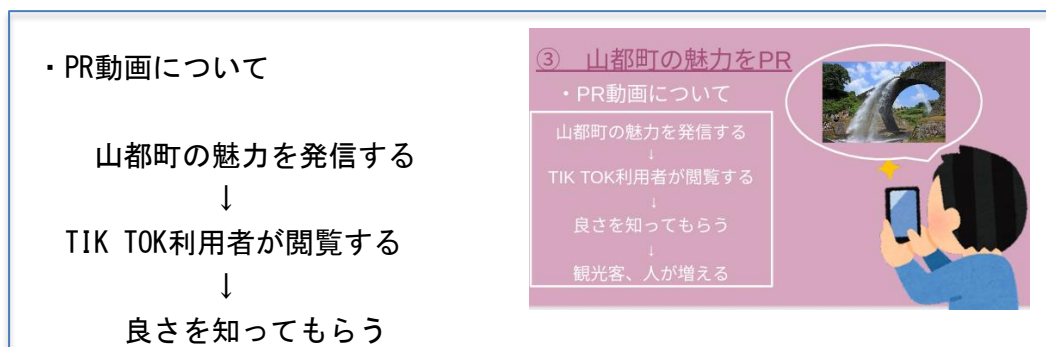 ・PR動画について
山都町の魅力を発信する
↓
TIK TOK利用者が閲覧する
↓
良さを知ってもらう
③　山都町の魅力をPR
・PR動画について
山都町の魅力を発信する
↓
TIK TOK利用者が閲覧する
↓
良さを知ってもらう
↓
観光客、人が増える